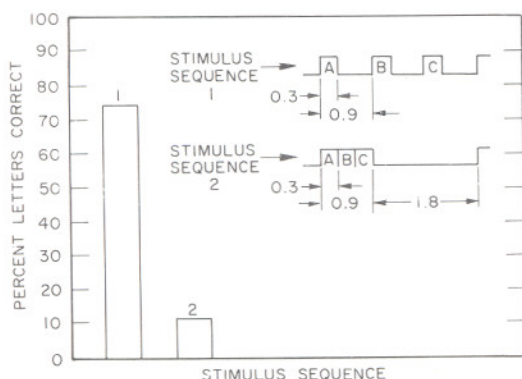 PERCENT LETTERS CORRECT
100
90
80
70
60
50
40
30
20
10
0
1
2
STIMULUS SEQUENCE 1
A
B
C
0.3
0.9
STIMULUS SEQUENCE 2
A
B
C
0.3
0.9
1.8
STIMULUS SEQUENCE